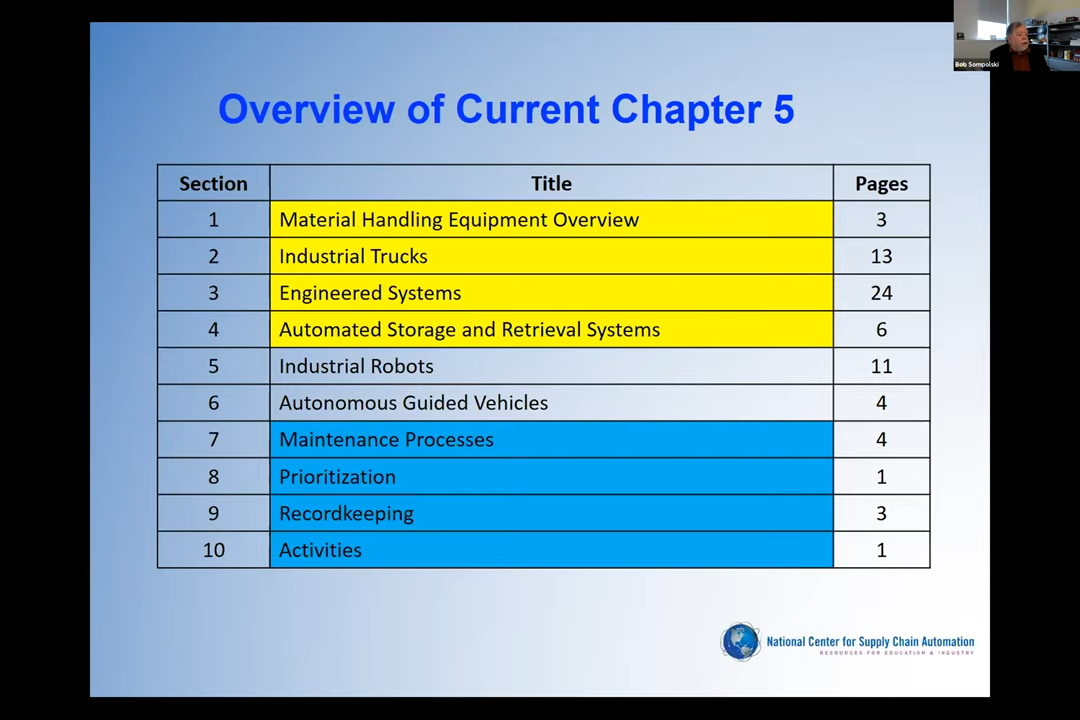 Bob Sompolski
Overview of Current Chapter 5
Section Title Pages
1 Material Handling Equipment Overview 3
2 Industrial Trucks 13
3 Engineered Systems 24
4 Automated Storage and Retrieval Systems 6
5 Industrial Robots 11
6 Autonomous Guided Vehicles 4
7 Maintenance Processes 4
8 Prioritization 1
9 Recordkeeping 3
10 Activities 1
National Center for Supply Chain Automation
RESOURCES FOR EDUCATION & INDUSTRY